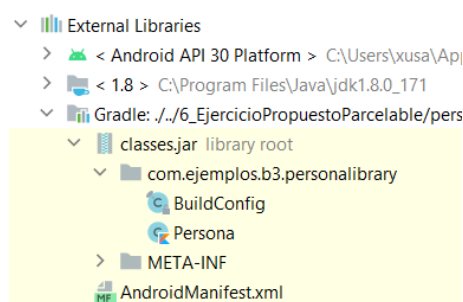 External Libraries
< Android API 30 Platform > C:\Users\xusa\App
< 1.8 > C:\Program Files\Java\jdk1.8.0_171
Gradle: ./../6_EjercicioPropuestoParcelable/pers
classes.jar library root
com.ejemplos.b3.personalibrary
BuildConfig
Persona
META-INF
MF AndroidManifest.xml